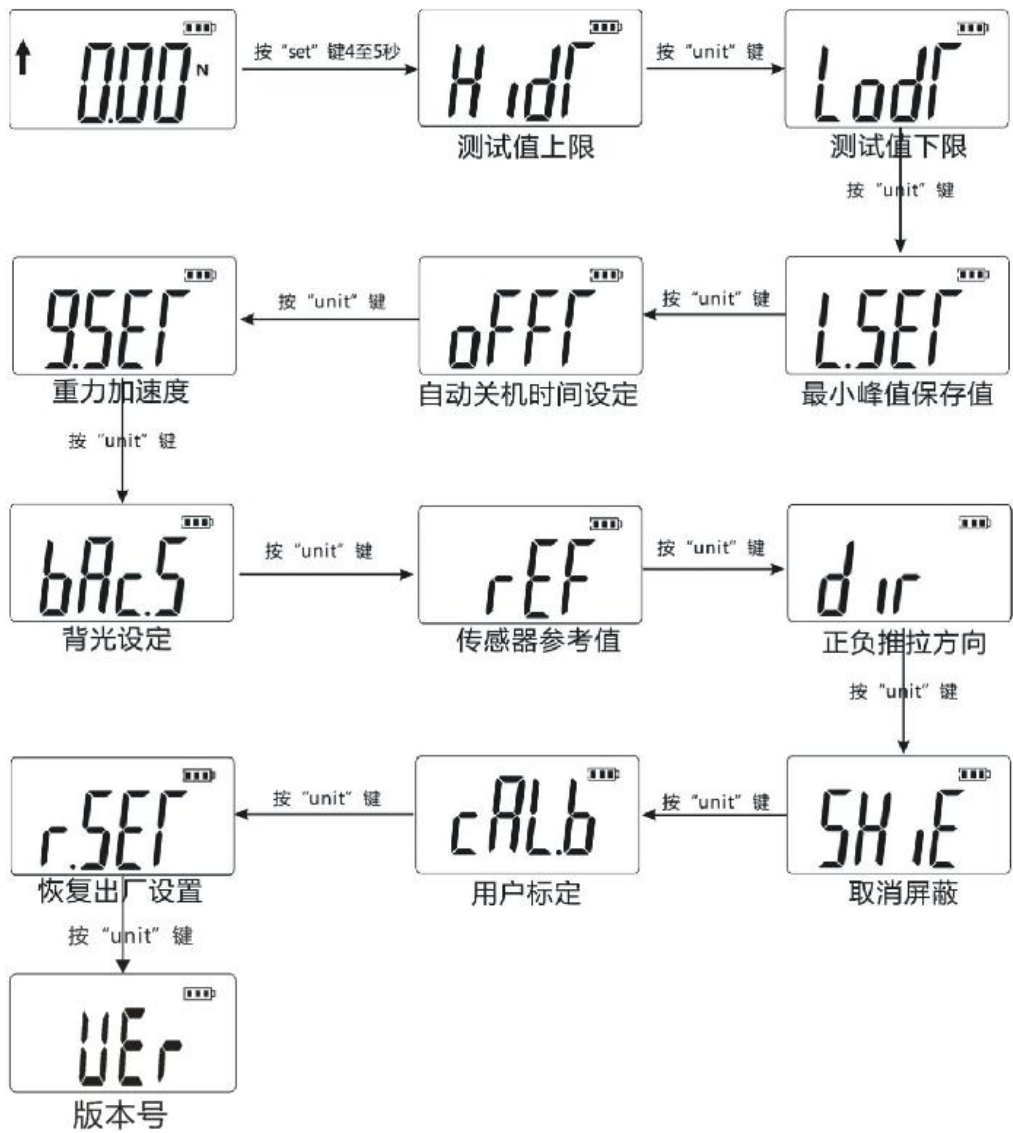 0.00 N
按 "set" 键4至5秒
HidT
测试值上限
按 "unit" 键
LodT
测试值下限
按 "unit" 键
L.SET
最小峰值保存值
按 "unit" 键
oFFT
自动关机时间设定
按 "unit" 键
g.SET
重力加速度
按 "unit" 键
bAc.S
背光设定
按 "unit" 键
rEF
传感器参考值
按 "unit" 键
dir
正负推拉方向
按 "unit" 键
SHiE
取消屏蔽
按 "unit" 键
cAL.b
用户标定
按 "unit" 键
r.SET
恢复出厂设置
按 "unit" 键
UEr
版本号